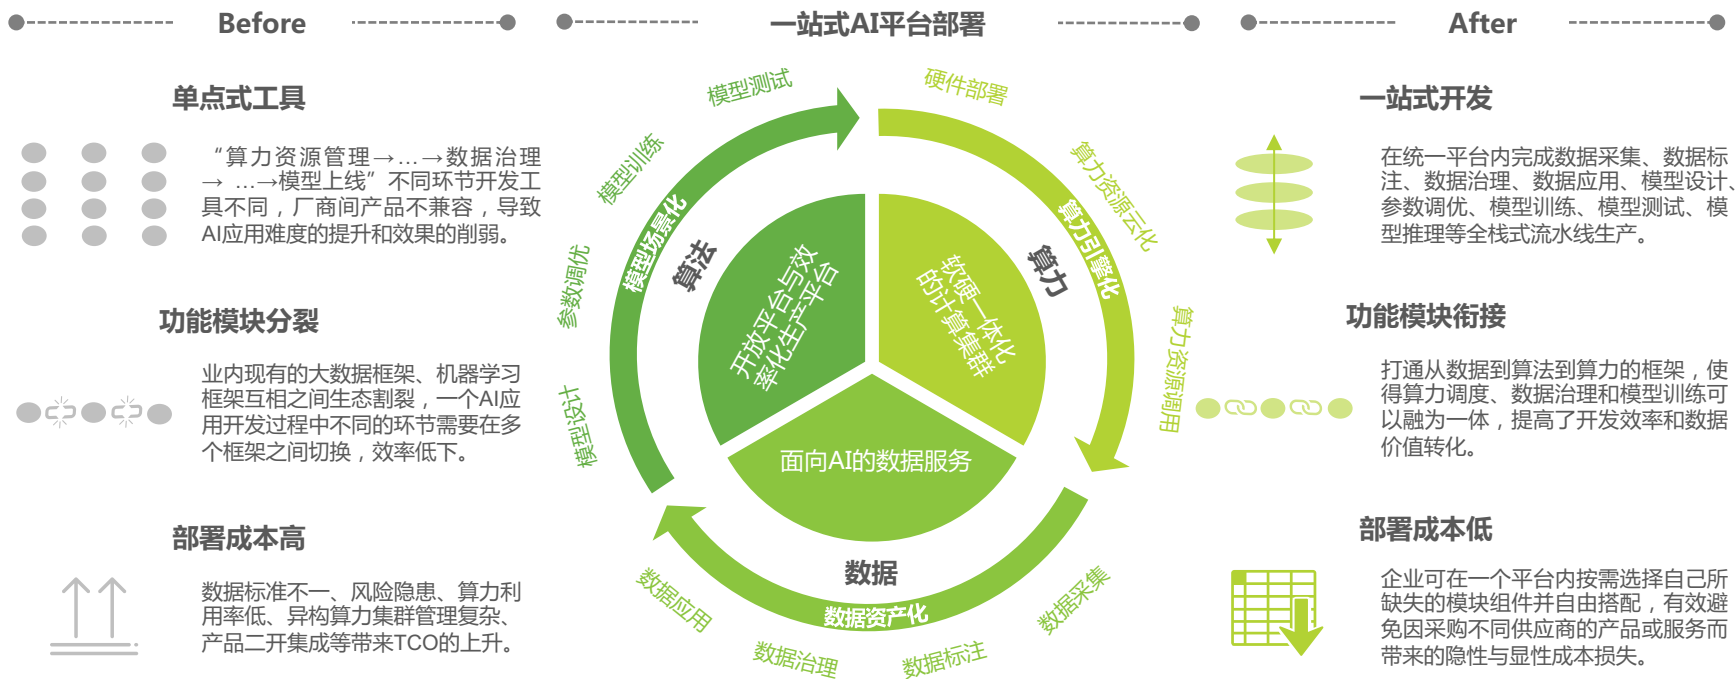 Before
单点式工具
“算力资源管理→...→数据治理
→ ...→模型上线”不同环节开发工
具不同，厂商间产品不兼容，导致
AI应用难度的提升和效果的削弱。
功能模块分裂
业内现有的大数据框架、机器学习
框架互相之间生态割裂，一个AI应
用开发过程中不同的环节需要在多
个框架之间切换，效率低下。
部署成本高
数据标准不一、风险隐患、算力利
用率低、异构算力集群管理复杂、
产品二开集成等带来TCO的上升。
一站式AI平台部署
模型测试
模型训练
参数调优
模型设计
模型场景化
算法
开放平台与效
率化生产平台
硬件部署
算力资源云化
算力资源调用
算力引擎化
算力
软硬一体化
的计算集群
面向AI的数据服务
数据
数据资产化
数据应用
数据治理
数据标注
数据采集
After
一站式开发
在统一平台内完成数据采集、数据标
注、数据治理、数据应用、模型设计、
参数调优、模型训练、模型测试、模
型推理等全栈式流水线生产。
功能模块衔接
打通从数据到算法到算力的框架，使
得算力调度、数据治理和模型训练可
以融为一体，提高了开发效率和数据
价值转化。
部署成本低
企业可在一个平台内按需选择自己所
缺失的模块组件并自由搭配，有效避
免因采购不同供应商的产品或服务而
带来的隐性与显性成本损失。